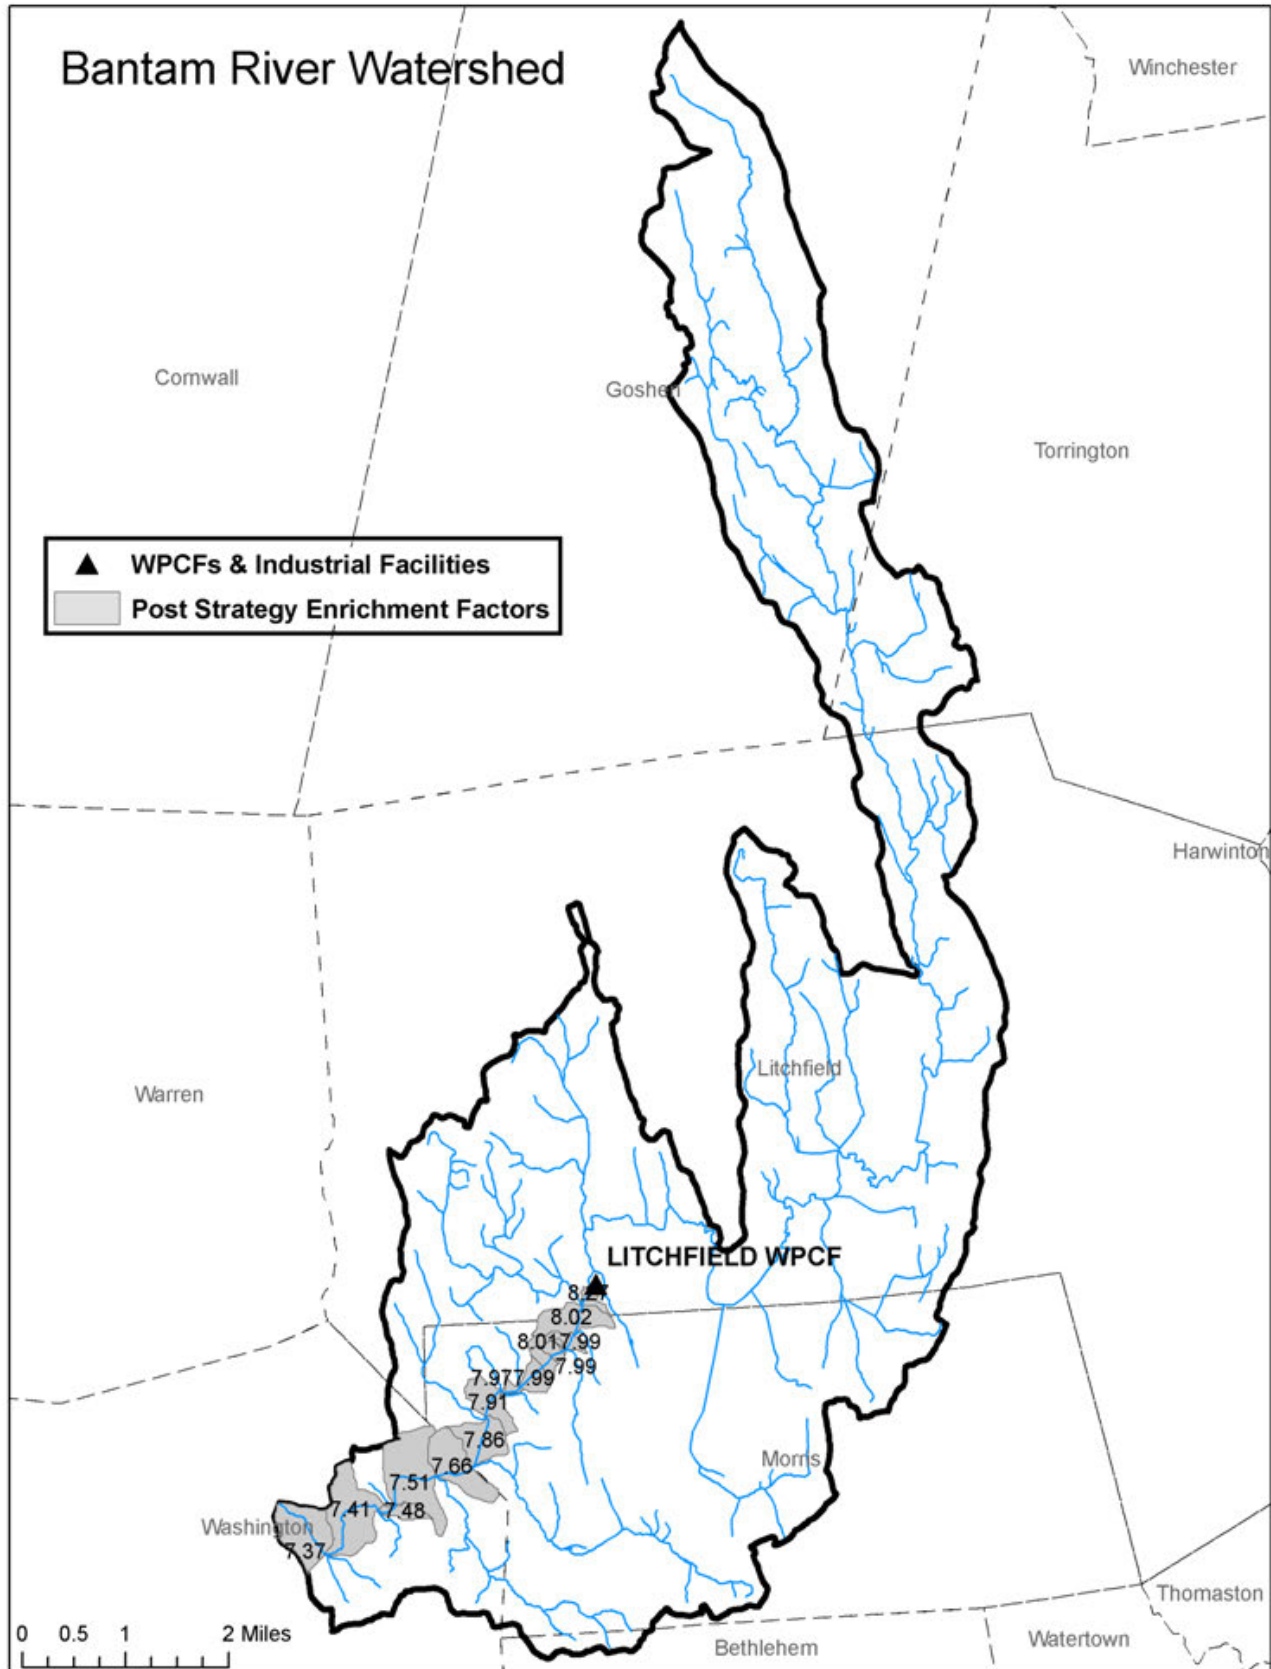 Bantam River Watershed
Winchester
Cornwall
Goshen
Torrington
WPCFs & Industrial Facilities
Post Strategy Enrichment Factors
Harwinton
Litchfield
Warren
LITCHFIELD WPCF
8.27
8.02
8.01 7.99
7.99
7.97 7.99
7.91
7.86
7.66
Morris
7.51
7.41 7.48
Washington
7.37
Thomaston
0 0.5 1 2 Miles
Bethlehem
Watertown